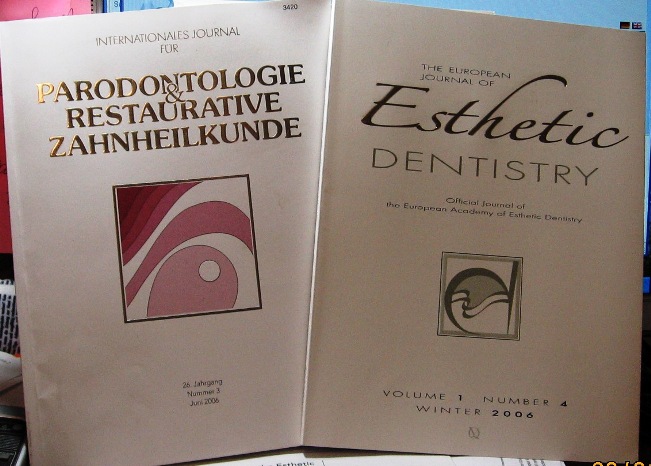 3420
INTERNATIONALES JOURNAL
FÜR
PARODONTOLOGIE
&
RESTAURATIVE
ZAHNHEILKUNDE
26. Jahrgang
Nummer 3
Juni 2006
THE EUROPEAN
JOURNAL OF
Esthetic
DENTISTRY
Official Journal of
the European Academy of Esthetic Dentistry
VOLUME 1 NUMBER 4
WINTER 2006
Esthetic